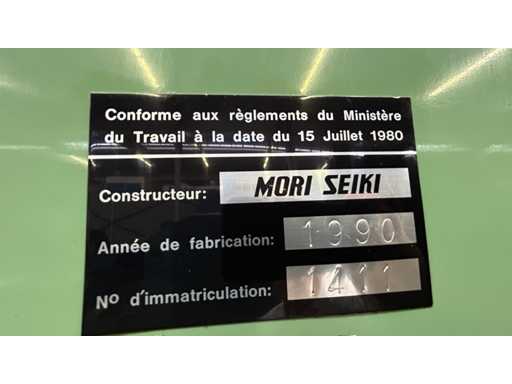 Conforme aux règlements du Ministère
du Travail à la date du 15 Juillet 1980
Constructeur: MORI SEIKI
Année de fabrication: 1990
Nº d'immatriculation: 1411